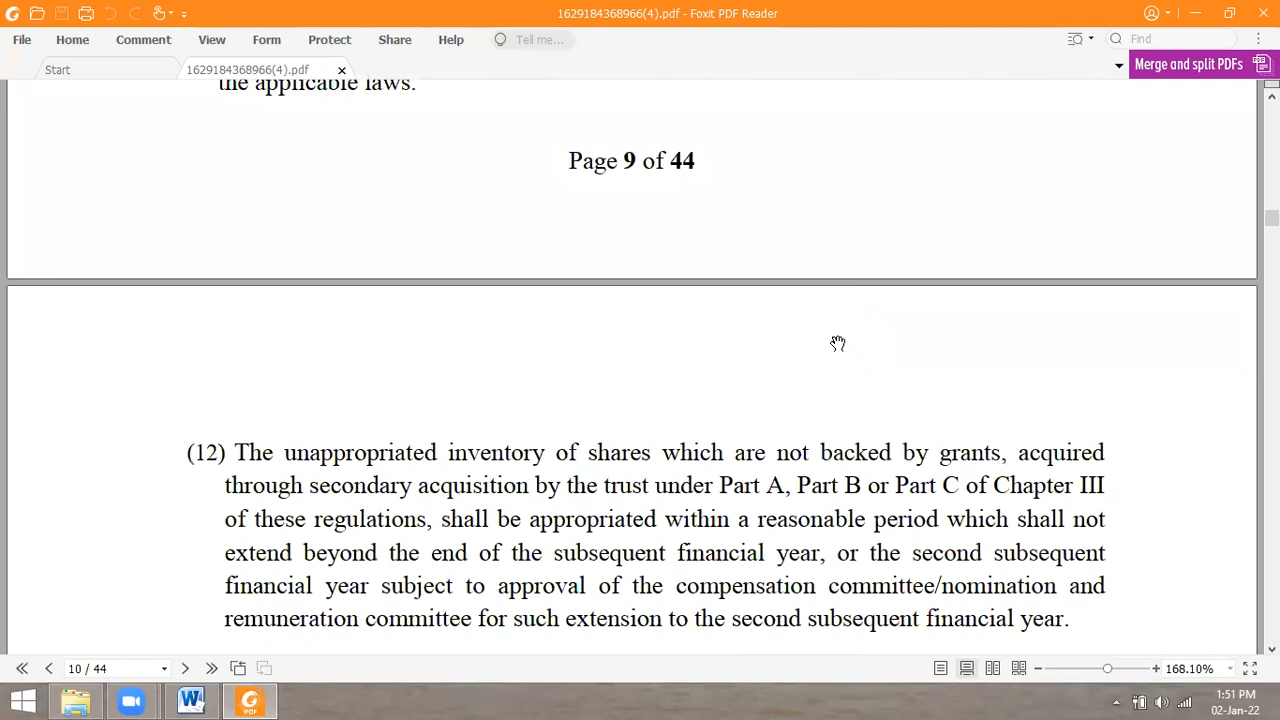 1629184368966(4).pdf - Foxit PDF Reader
File Home Comment View Form Protect Share Help Tell me... Find
Start 1629184368966(4).pdf Merge and split PDFs
the applicable laws.
Page 9 of 44
(12) The unappropriated inventory of shares which are not backed by grants, acquired
through secondary acquisition by the trust under Part A, Part B or Part C of Chapter III
of these regulations, shall be appropriated within a reasonable period which shall not
extend beyond the end of the subsequent financial year, or the second subsequent
financial year subject to approval of the compensation committee/nomination and
remuneration committee for such extension to the second subsequent financial year.
10 / 44 168.10%
1:51 PM
02-Jan-22